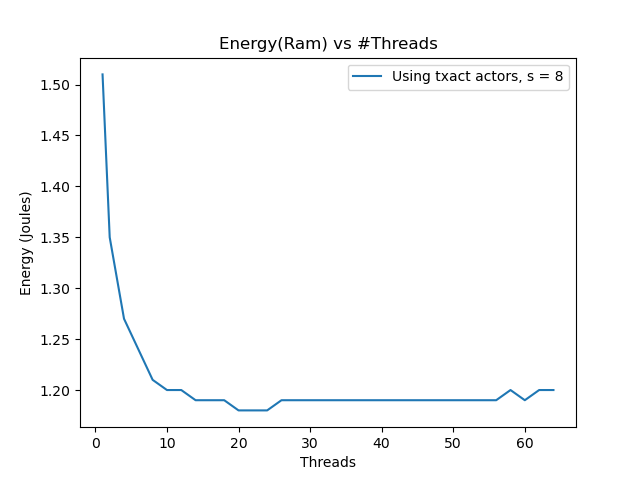 Energy(Ram) vs #Threads
Using txact actors, s = 8
Energy (Joules)
1.50
1.45
1.40
1.35
1.30
1.25
1.20
0 10 20 30 40 50 60
Threads